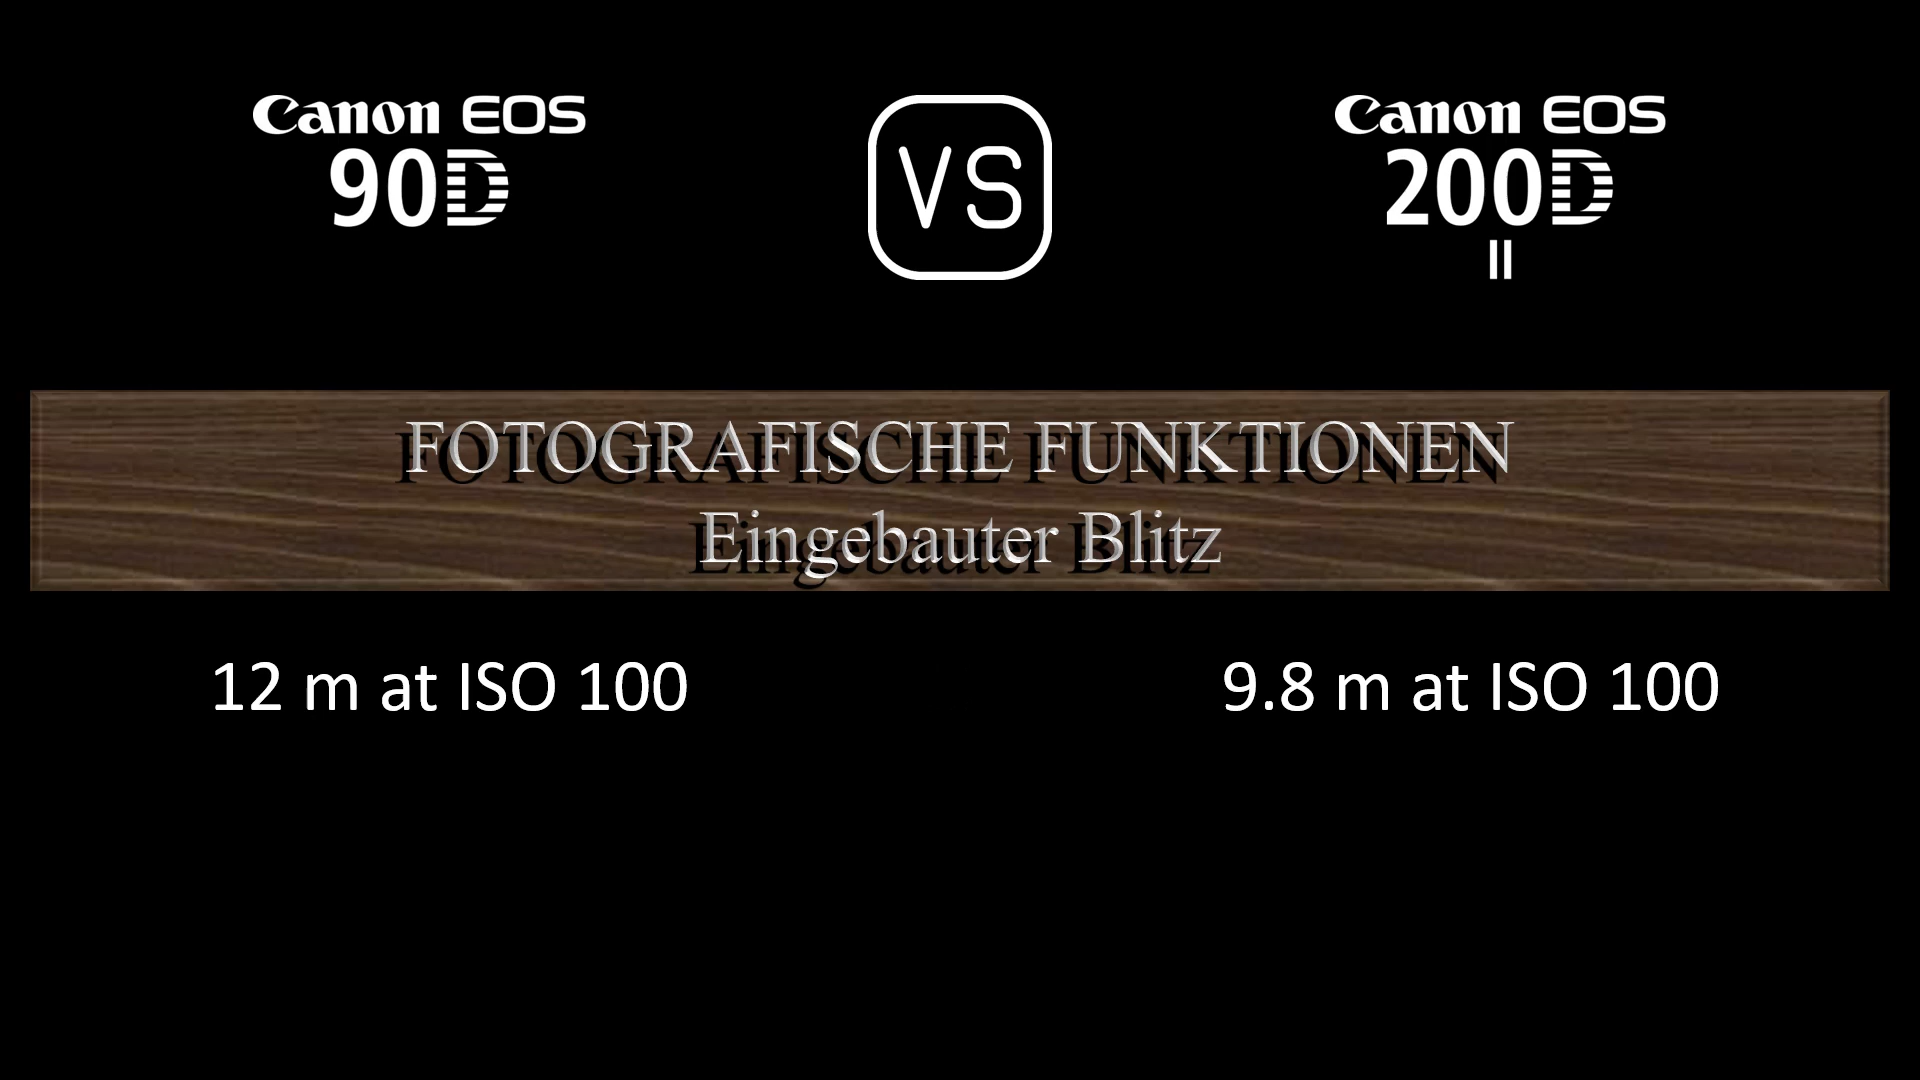 Canon EOS
90D
VS
Canon EOS
200D
II
FOTOGRAFISCHE FUNKTIONEN
Eingebauter Blitz
12 m at ISO 100
9.8 m at ISO 100